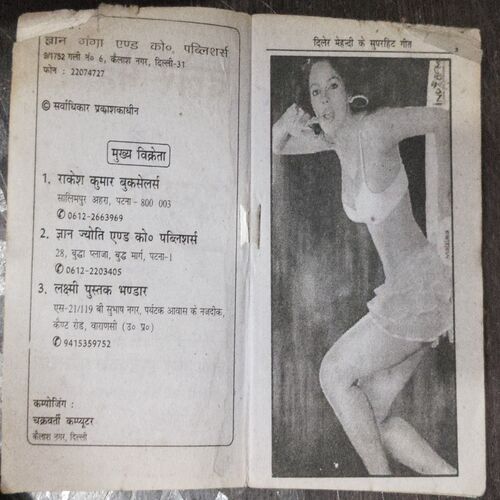 ज्ञान गंगा एण्ड को०, पब्लिशर्स
9/1752 गली नं० 6, कैलाश नगर, दिल्ली-31
फोन : 22074727
© सर्वाधिकार प्रकाशकाधीन
मुख्य विक्रेता
1. राकेश कुमार बुकसेलर्स
सालिमपुर अहरा, पटना - 800 003
✆ 0612-2663969
2. ज्ञान ज्योति एण्ड को० पब्लिशर्स
28, बुद्धा प्लाजा, बुद्ध मार्ग, पटना-1
✆ 0612-2203405
3. लक्ष्मी पुस्तक भण्डार
एस-21/119 बी सुभाष नगर, पर्यटक आवास के नजदीक,
कैण्ट रोड, वाराणसी (उ० प्र०)
✆ 9415359752
कम्पोजिंग :
चक्रवर्ती कम्प्यूटर
कैलाश नगर, दिल्ली
दिलेर मेहन्दी के सुपरहिट गीत